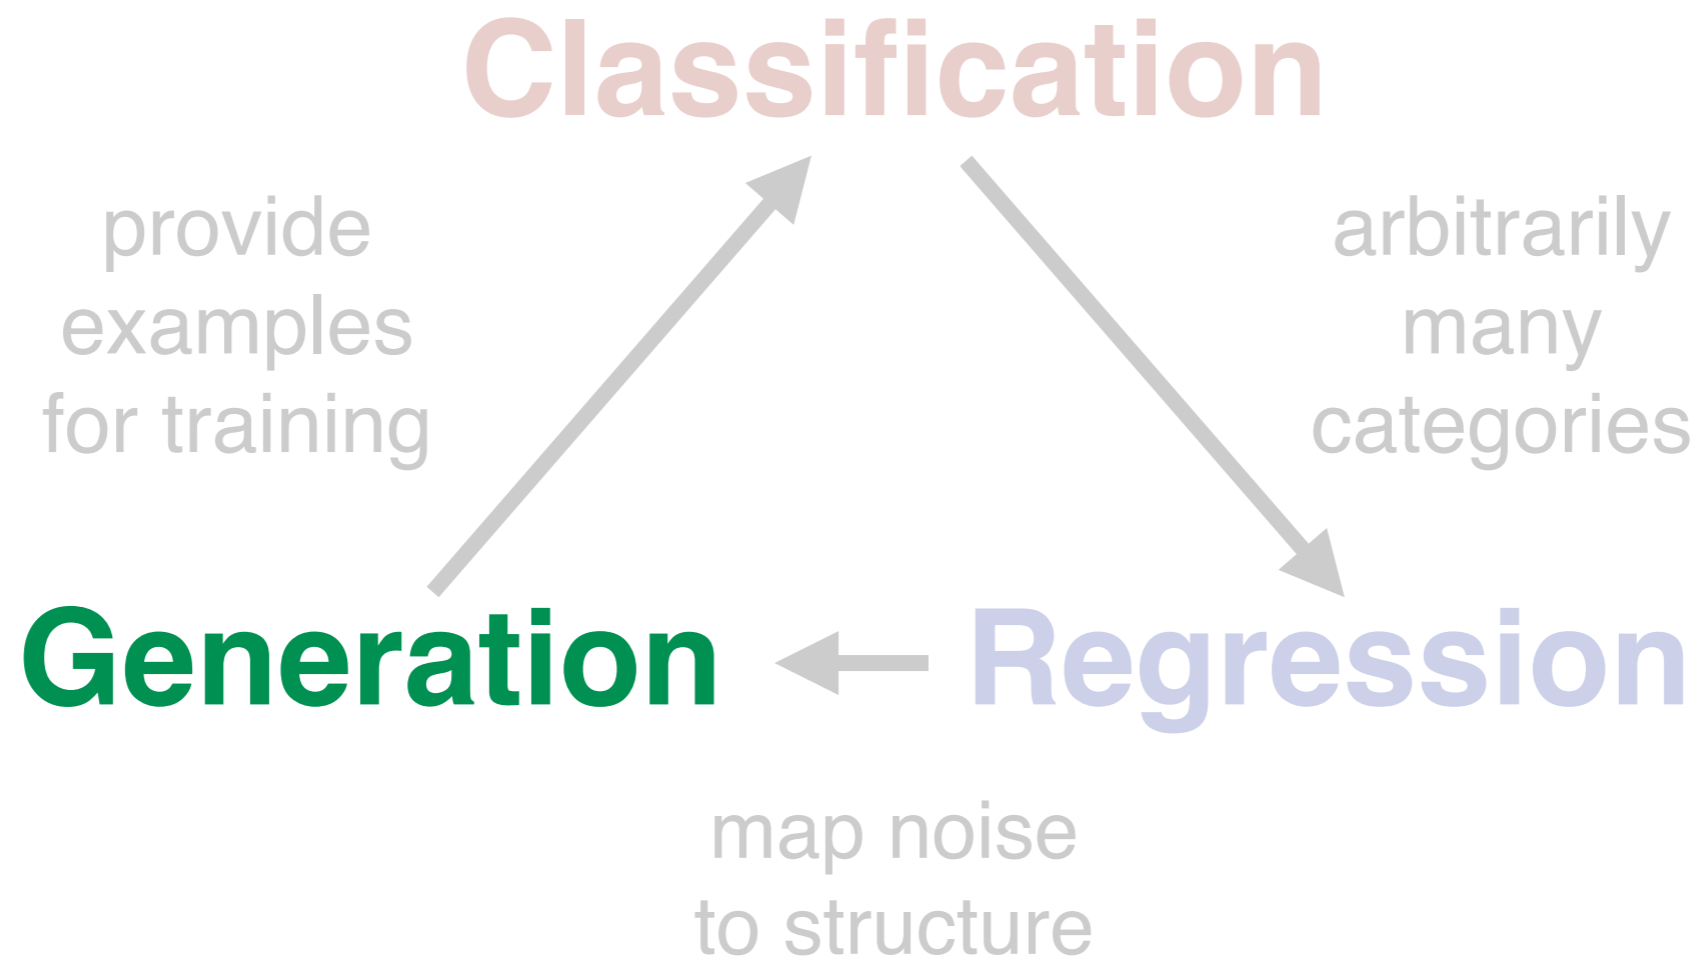 Classification
provide
examples
for training
arbitrarily
many
categories
Generation
Regression
map noise
to structure